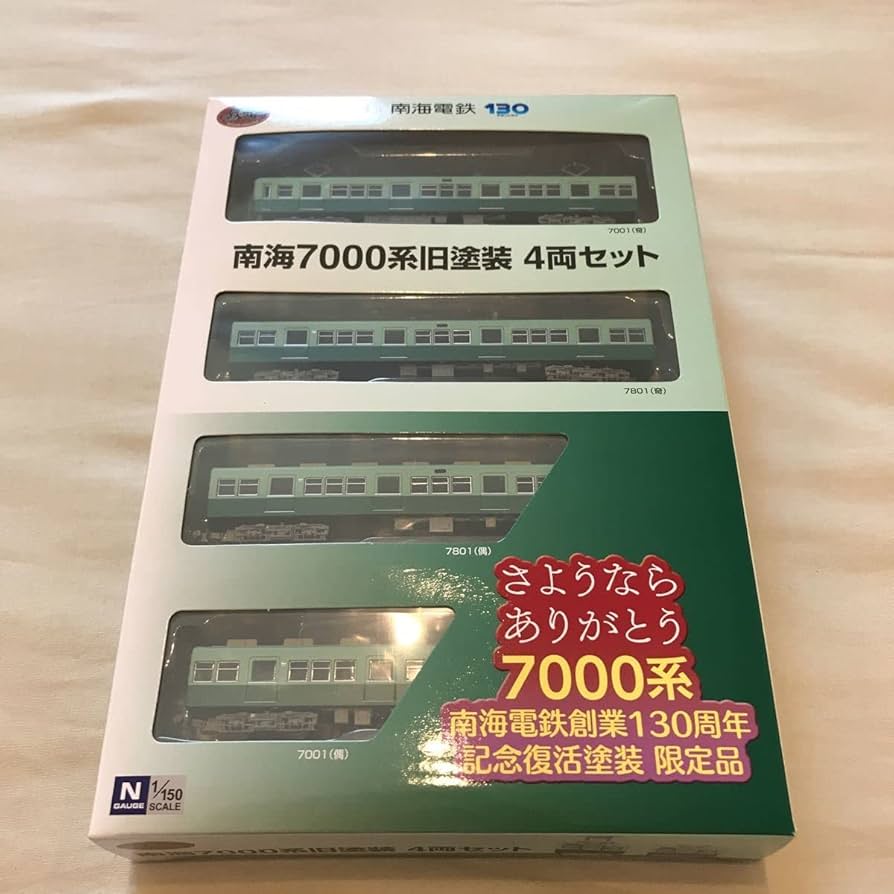 南海電鉄 130
7001(奇)
南海7000系旧塗装 4両セット
7801(奇)
7801(偶)
さようなら
ありがとう
7000系
南海電鉄創業130周年
記念復活塗装 限定品
7001(偶)
N
GAUGE
1/150
SCALE
南海7000系旧塗装 4両セット